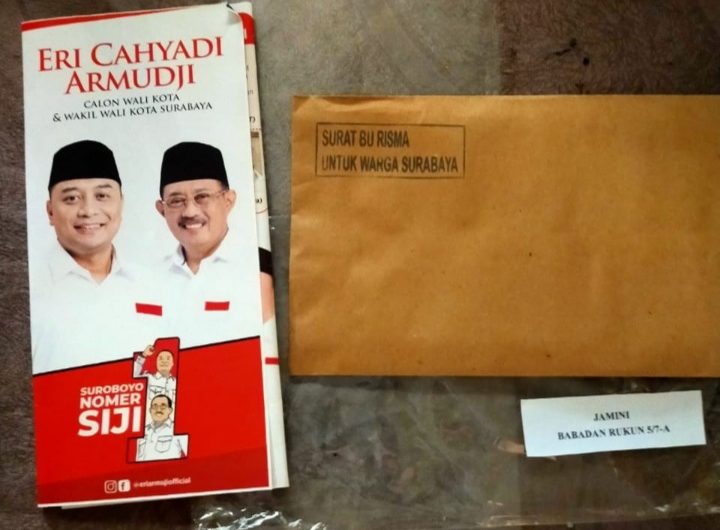 ERI CAHYADI
ARMUDJI
CALON WALI KOTA
& WAKIL WALI KOTA SURABAYA
SUROBOYO
NOMER
SIJI
1
@eriarmujiofficial
SURAT BU RISMA
UNTUK WARGA SURABAYA
JAMINI
BABADAN RUKUN 5/7-A